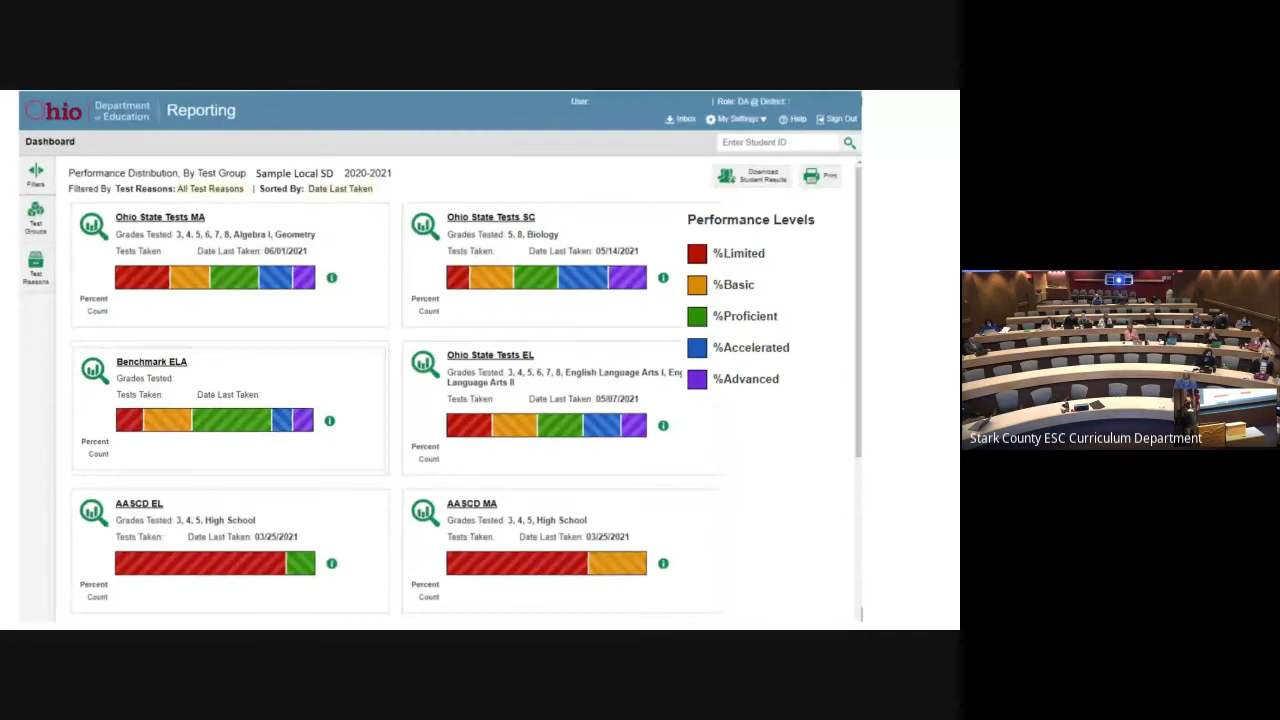 Ohio
Department
of Education
Reporting
User:
| Role: DA @ District :
Inbox
My Settings
Help
Sign Out
Dashboard
Enter Student ID
Filters
Test
Groups
Test
Reasons
Performance Distribution, By Test Group Sample Local SD 2020-2021
Filtered By Test Reasons: All Test Reasons | Sorted By: Date Last Taken
Download
Student Results
Print
Ohio State Tests MA
Grades Tested: 3, 4, 5, 6, 7, 8, Algebra I, Geometry
Tests Taken: Date Last Taken: 06/01/2021
Percent
Count
Ohio State Tests SC
Grades Tested: 5, 8, Biology
Tests Taken: Date Last Taken: 05/14/2021
Percent
Count
Performance Levels
%Limited
%Basic
%Proficient
%Accelerated
%Advanced
Benchmark ELA
Grades Tested:
Tests Taken: Date Last Taken:
Percent
Count
Ohio State Tests EL
Grades Tested: 3, 4, 5, 6, 7, 8, English Language Arts I, Eng
Language Arts II
Tests Taken: Date Last Taken: 05/07/2021
Percent
Count
AASCD EL
Grades Tested: 3, 4, 5, High School
Tests Taken: Date Last Taken: 03/25/2021
Percent
Count
AASCD MA
Grades Tested: 3, 4, 5, High School
Tests Taken: Date Last Taken: 03/25/2021
Percent
Count
Stark County ESC Curriculum Department